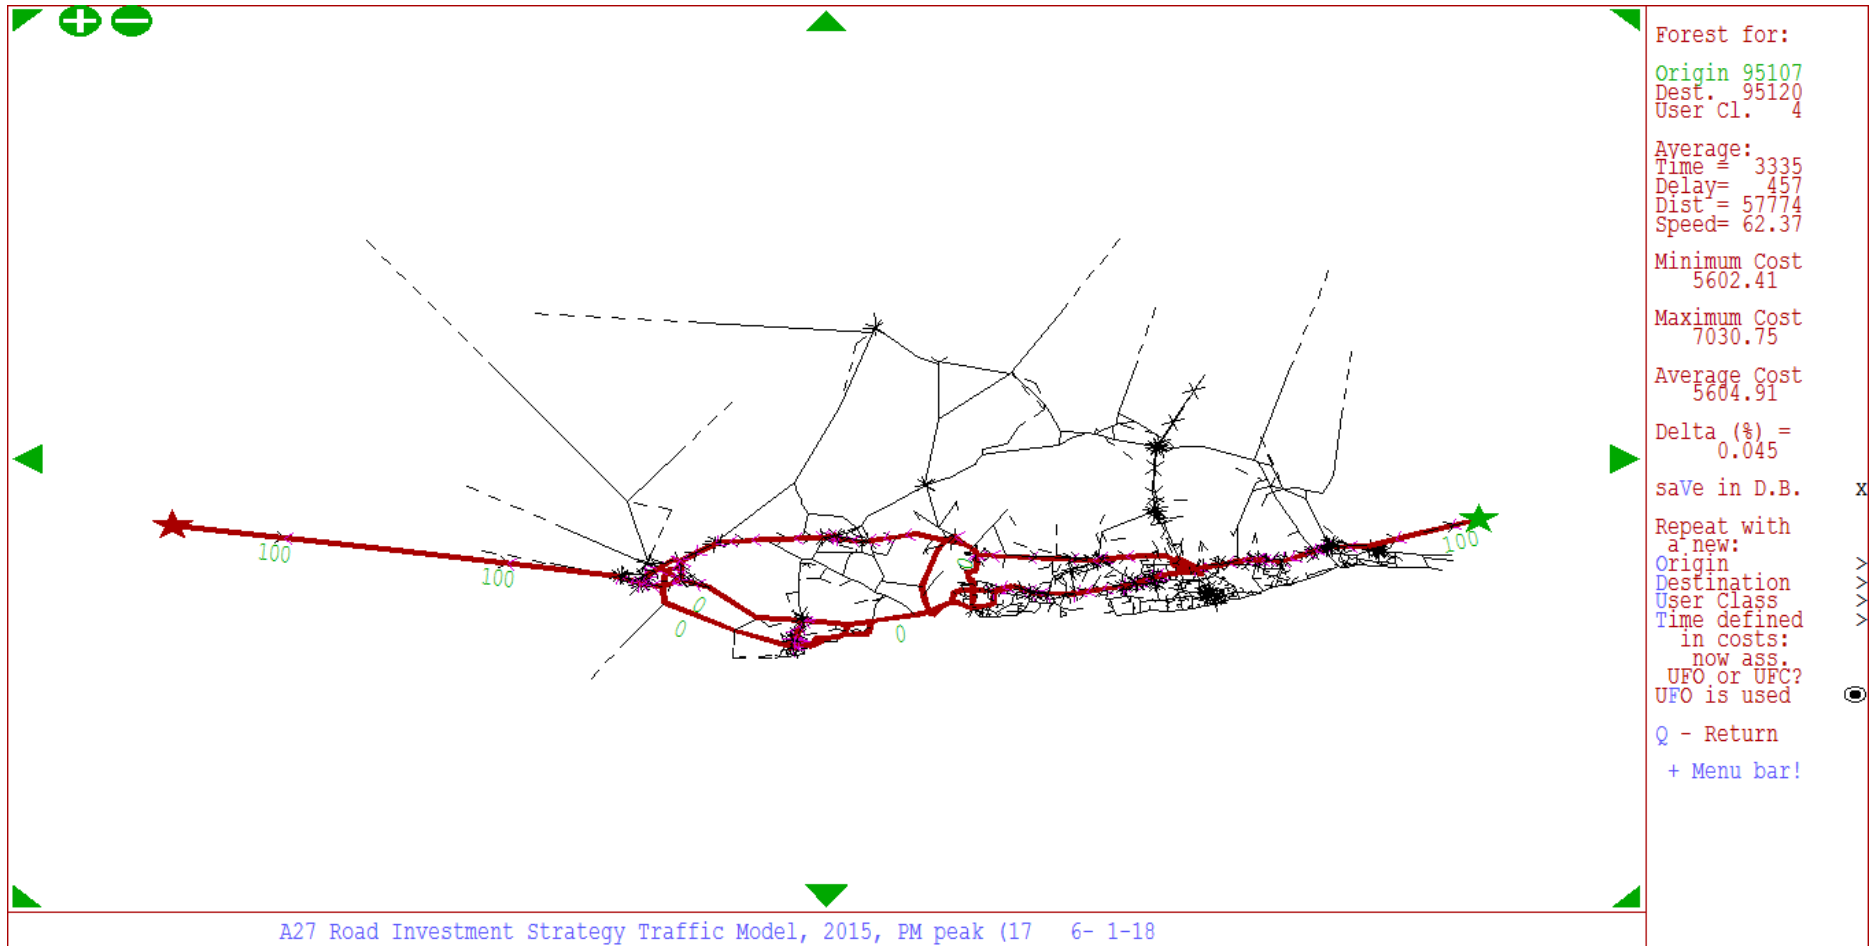 Forest for:
Origin 95107
Dest. 95120
User Cl. 4
Average:
Time = 3335
Delay= 457
Dist = 57774
Speed= 62.37
Minimum Cost
5602.41
Maximum Cost
7030.75
Average Cost
5604.91
Delta (%) =
0.045
saVe in D.B. x
Repeat with
a new:
Origin >
Destination >
User Class >
Time defined >
in costs:
now ass.
UFO or UFC?
UFO is used
Q - Return
+ Menu bar!
100
100
100
0
0
0
0
A27 Road Investment Strategy Traffic Model, 2015, PM peak (17 6- 1-18